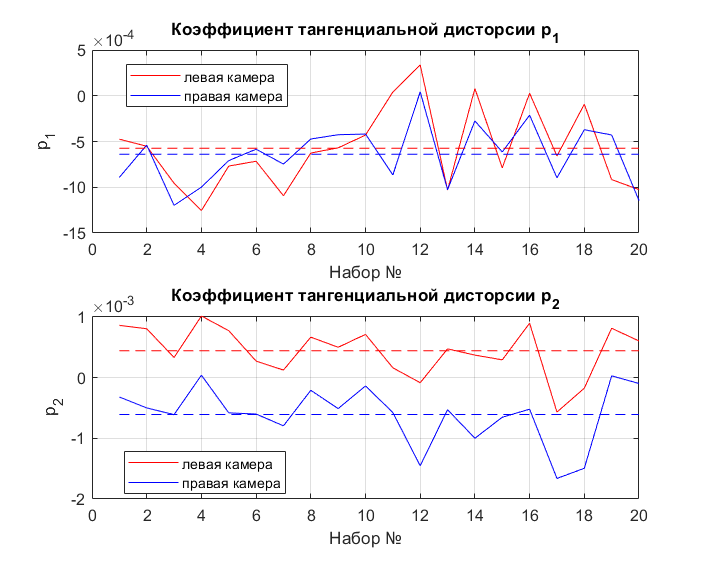 Коэффициент тангенциальной дисторсии p₁
×10⁻⁴
5
0
-5
-10
-15
p₁
левая камера
правая камера
0 2 4 6 8 10 12 14 16 18 20
Набор №
Коэффициент тангенциальной дисторсии p₂
×10⁻³
1
0
-1
-2
p₂
левая камера
правая камера
0 2 4 6 8 10 12 14 16 18 20
Набор №